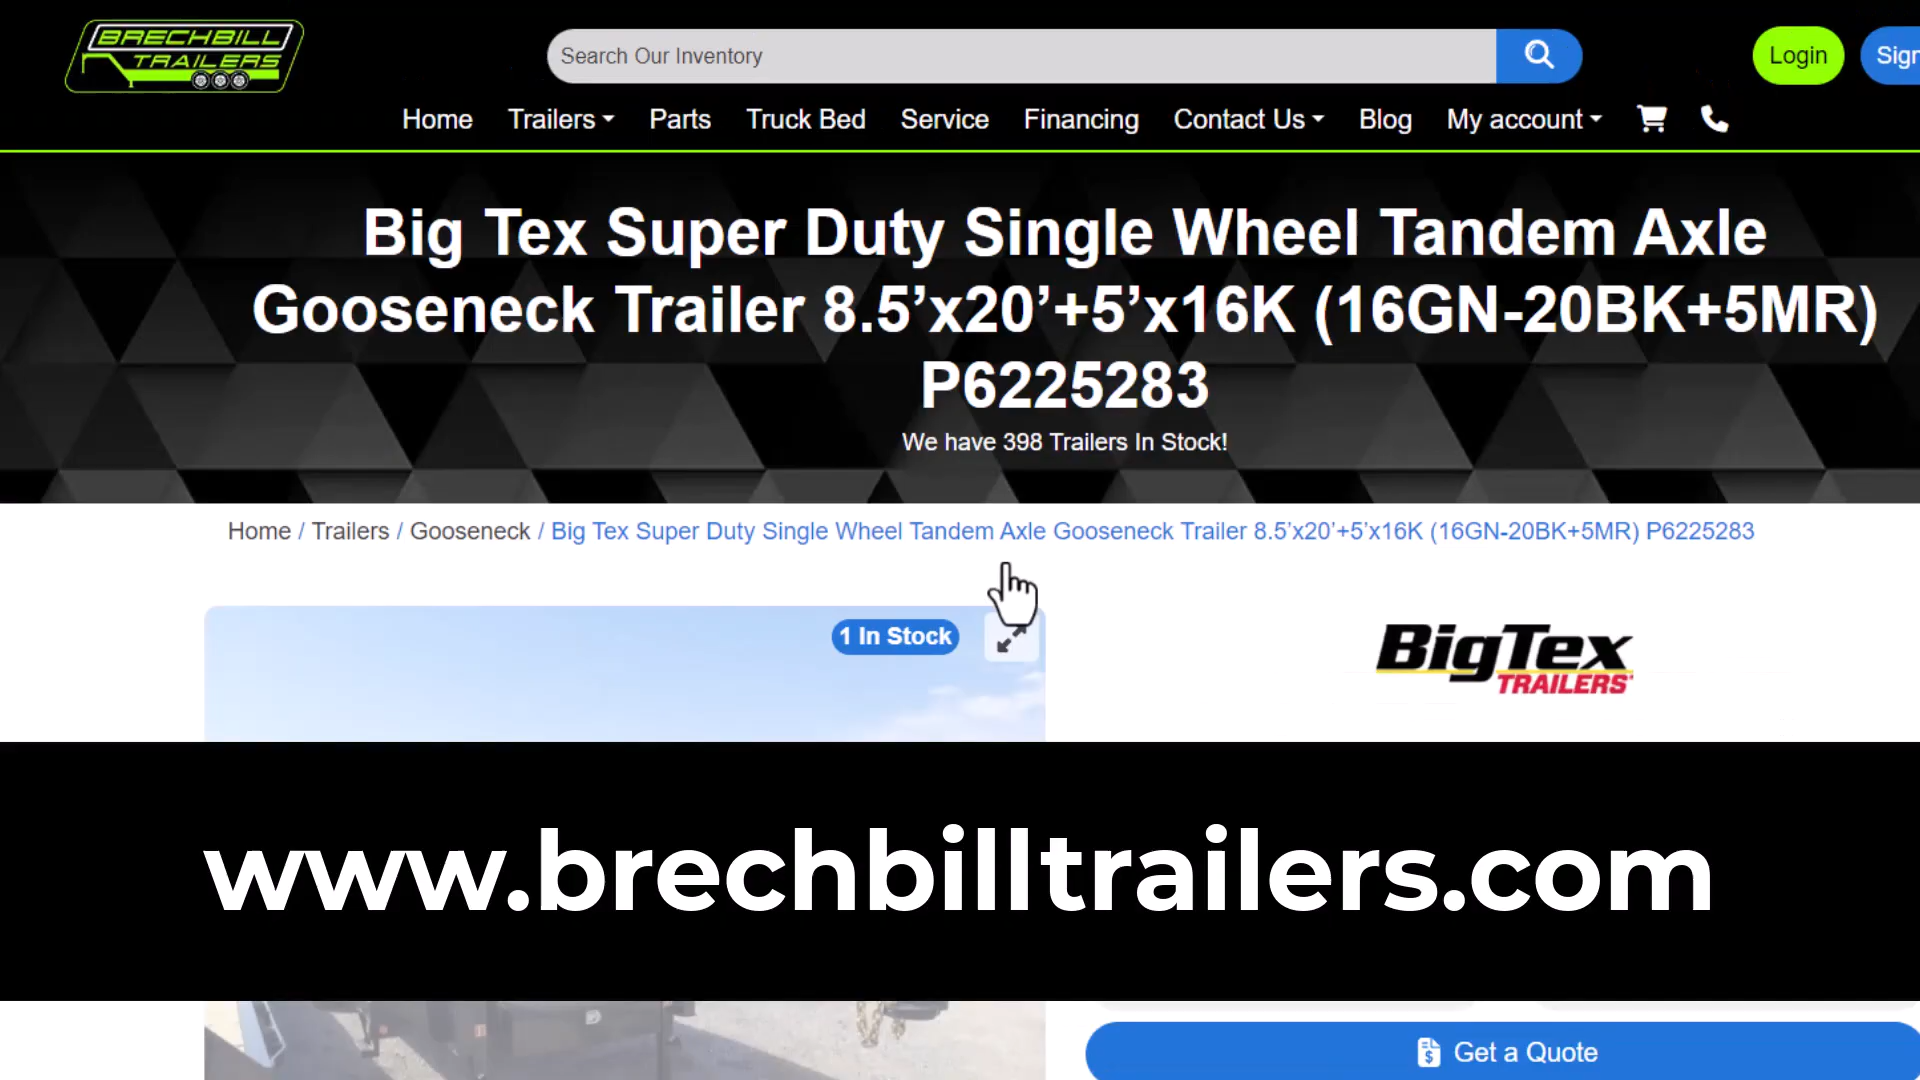 BRECHBILL
TRAILERS
Search Our Inventory
Login
Sign
Home Trailers Parts Truck Bed Service Financing Contact Us Blog My account
Big Tex Super Duty Single Wheel Tandem Axle
Gooseneck Trailer 8.5’x20’+5’x16K (16GN-20BK+5MR)
P6225283
We have 398 Trailers In Stock!
Home / Trailers / Gooseneck / Big Tex Super Duty Single Wheel Tandem Axle Gooseneck Trailer 8.5’x20’+5’x16K (16GN-20BK+5MR) P6225283
1 In Stock
BigTex
TRAILERS
www.brechbilltrailers.com
Get a Quote